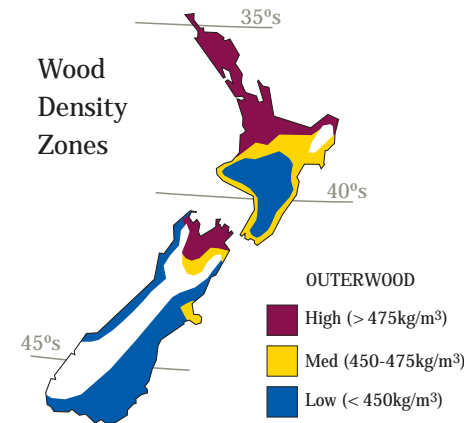 35ºs
Wood
Density
Zones
40ºs
OUTERWOOD
High (> 475kg/m³)
45ºs
Med (450-475kg/m³)
Low (< 450kg/m³)